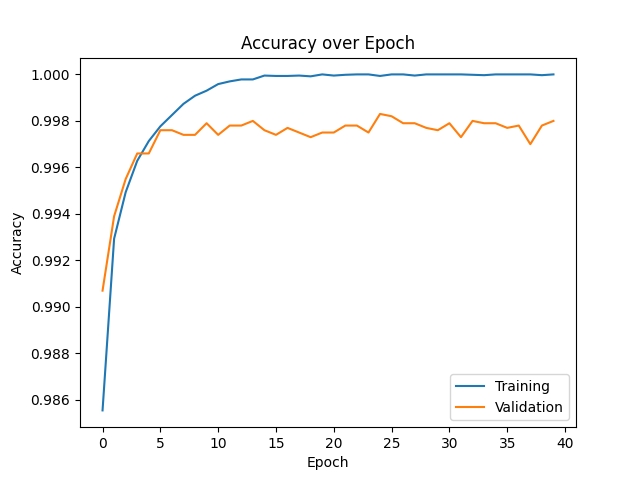 Accuracy over Epoch
1.000
0.998
0.996
0.994
0.992
0.990
0.988
0.986
Accuracy
0 5 10 15 20 25 30 35 40
Epoch
Training
Validation